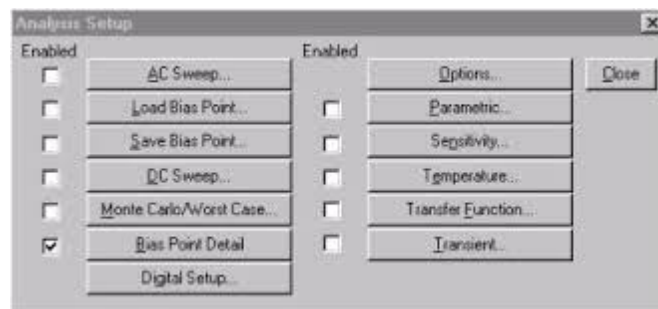 Analysis Setup
Enabled Enabled
AC Sweep... Options... Close
Load Bias Point... Parametric...
Save Bias Point... Sensitivity...
DC Sweep... Temperature...
Monte Carlo/Worst Case... Transfer Function...
Bias Point Detail Transient...
Digital Setup...